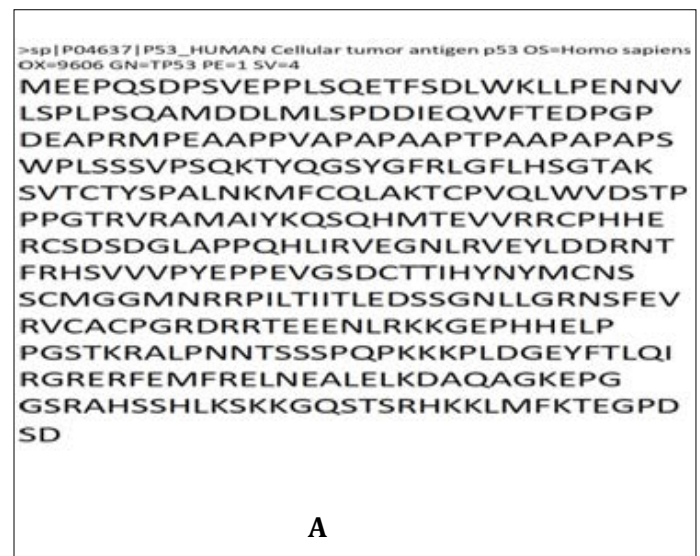 >sp|P04637|P53_HUMAN Cellular tumor antigen p53 OS=Homo sapiens
OX=9606 GN=TP53 PE=1 SV=4
MEEPQSDPSVEPPLSQETFSDLWKLLPENNV
LSPLPSQAMDDLMLSPDDIEQWFTEDPGP
DEAPRMPEAAPPVAPAPAAPTPAAPAPAPS
WPLSSSVPSQKTYQGSYGFRLGFLHSGTAK
SVTCTYSPALNKMFCQLAKTCPVQLWVDSTP
PPGTRVRAMAIYKQSQHMTEVVRRCPHHE
RCSDSDGLAPPQHLIRVEGNLRVEYLDDRNT
FRHSVVVPYEPPEVGSDCTTIHYNYMCNS
SCMGGMNRRPILTIITLEDSSGNLLGRNSFEV
RVCACPGRDRRTEEENLRKKGEPHHELP
PGSTKRALPNNTSSSPQPKKKPLDGEYFTLQI
RGRERFEMFRELNEALELKDAQAGKEPG
GSRAHSSHLKSKKGQSTSRHKKLMFKTEGPD
SD
A